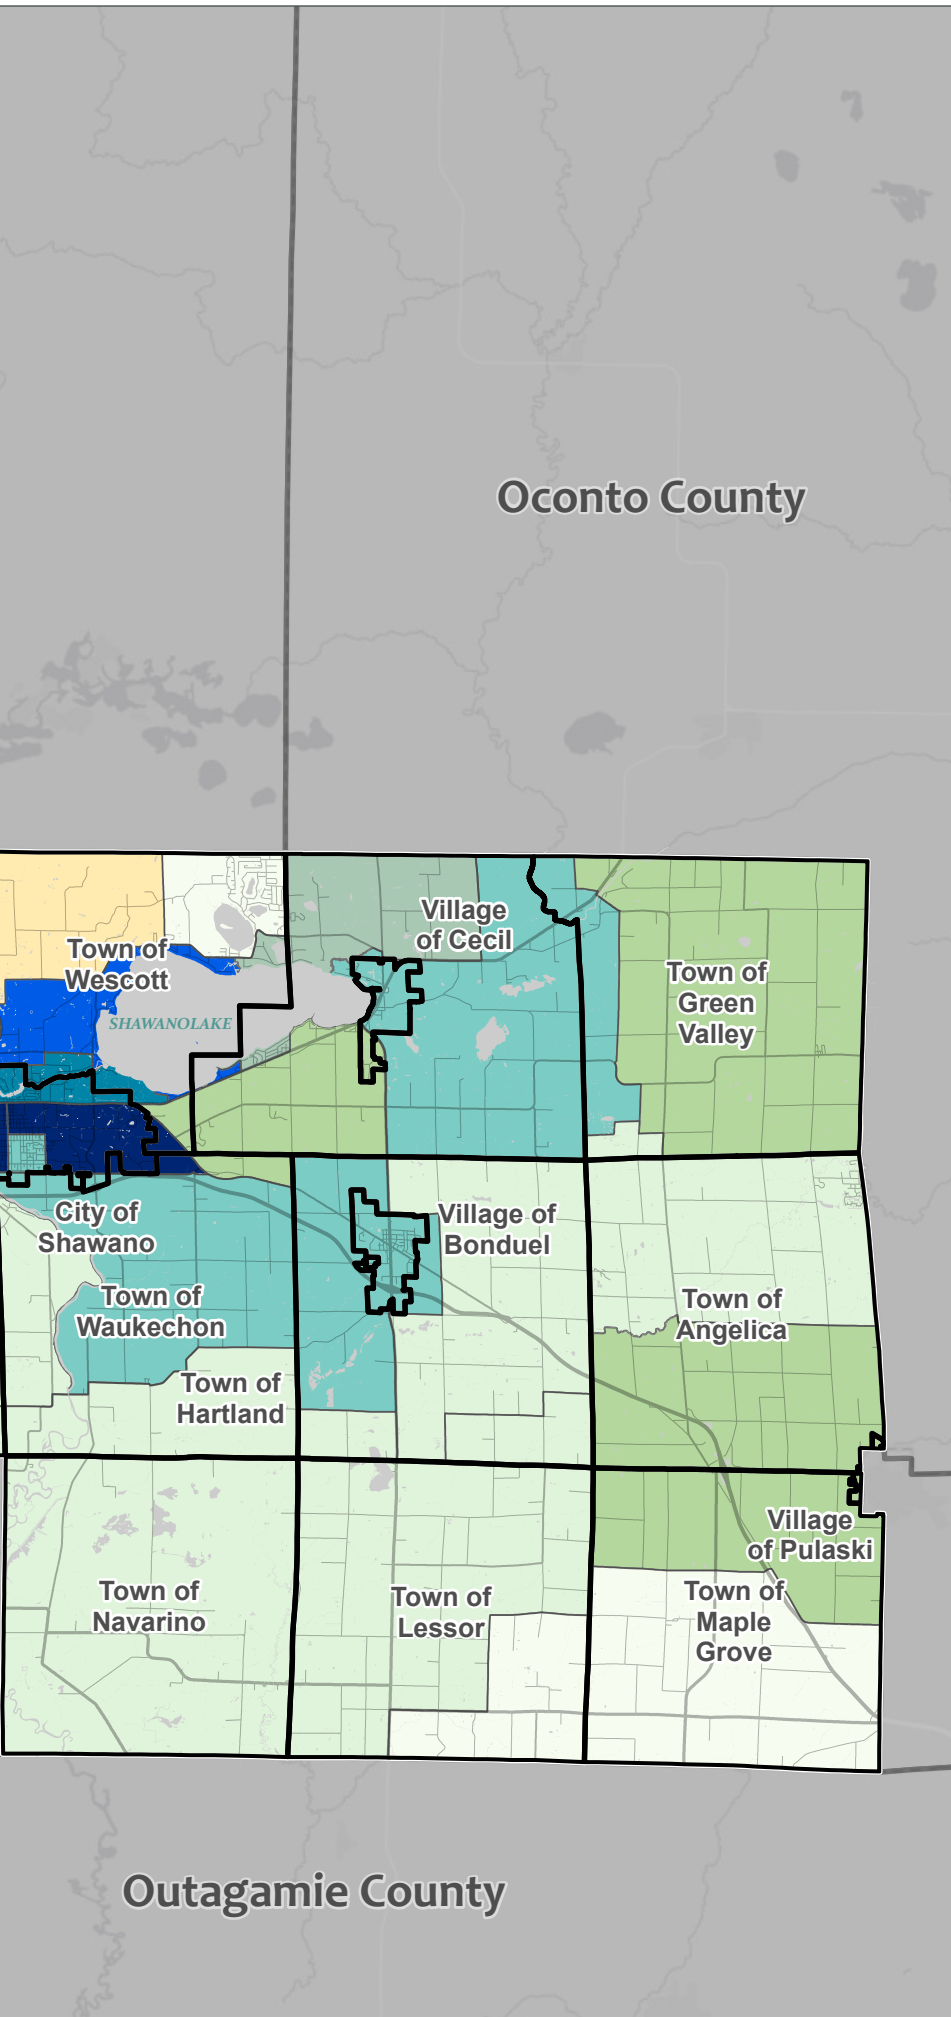 Oconto County
Village
of Cecil
Town of
Wescott
Town of
Green
Valley
SHAWANOLAKE
City of
Shawano
Village of
Bonduel
Town of
Waukechon
Town of
Angelica
Town of
Hartland
Village
of Pulaski
Town of
Navarino
Town of
Lessor
Town of
Maple
Grove
Outagamie County